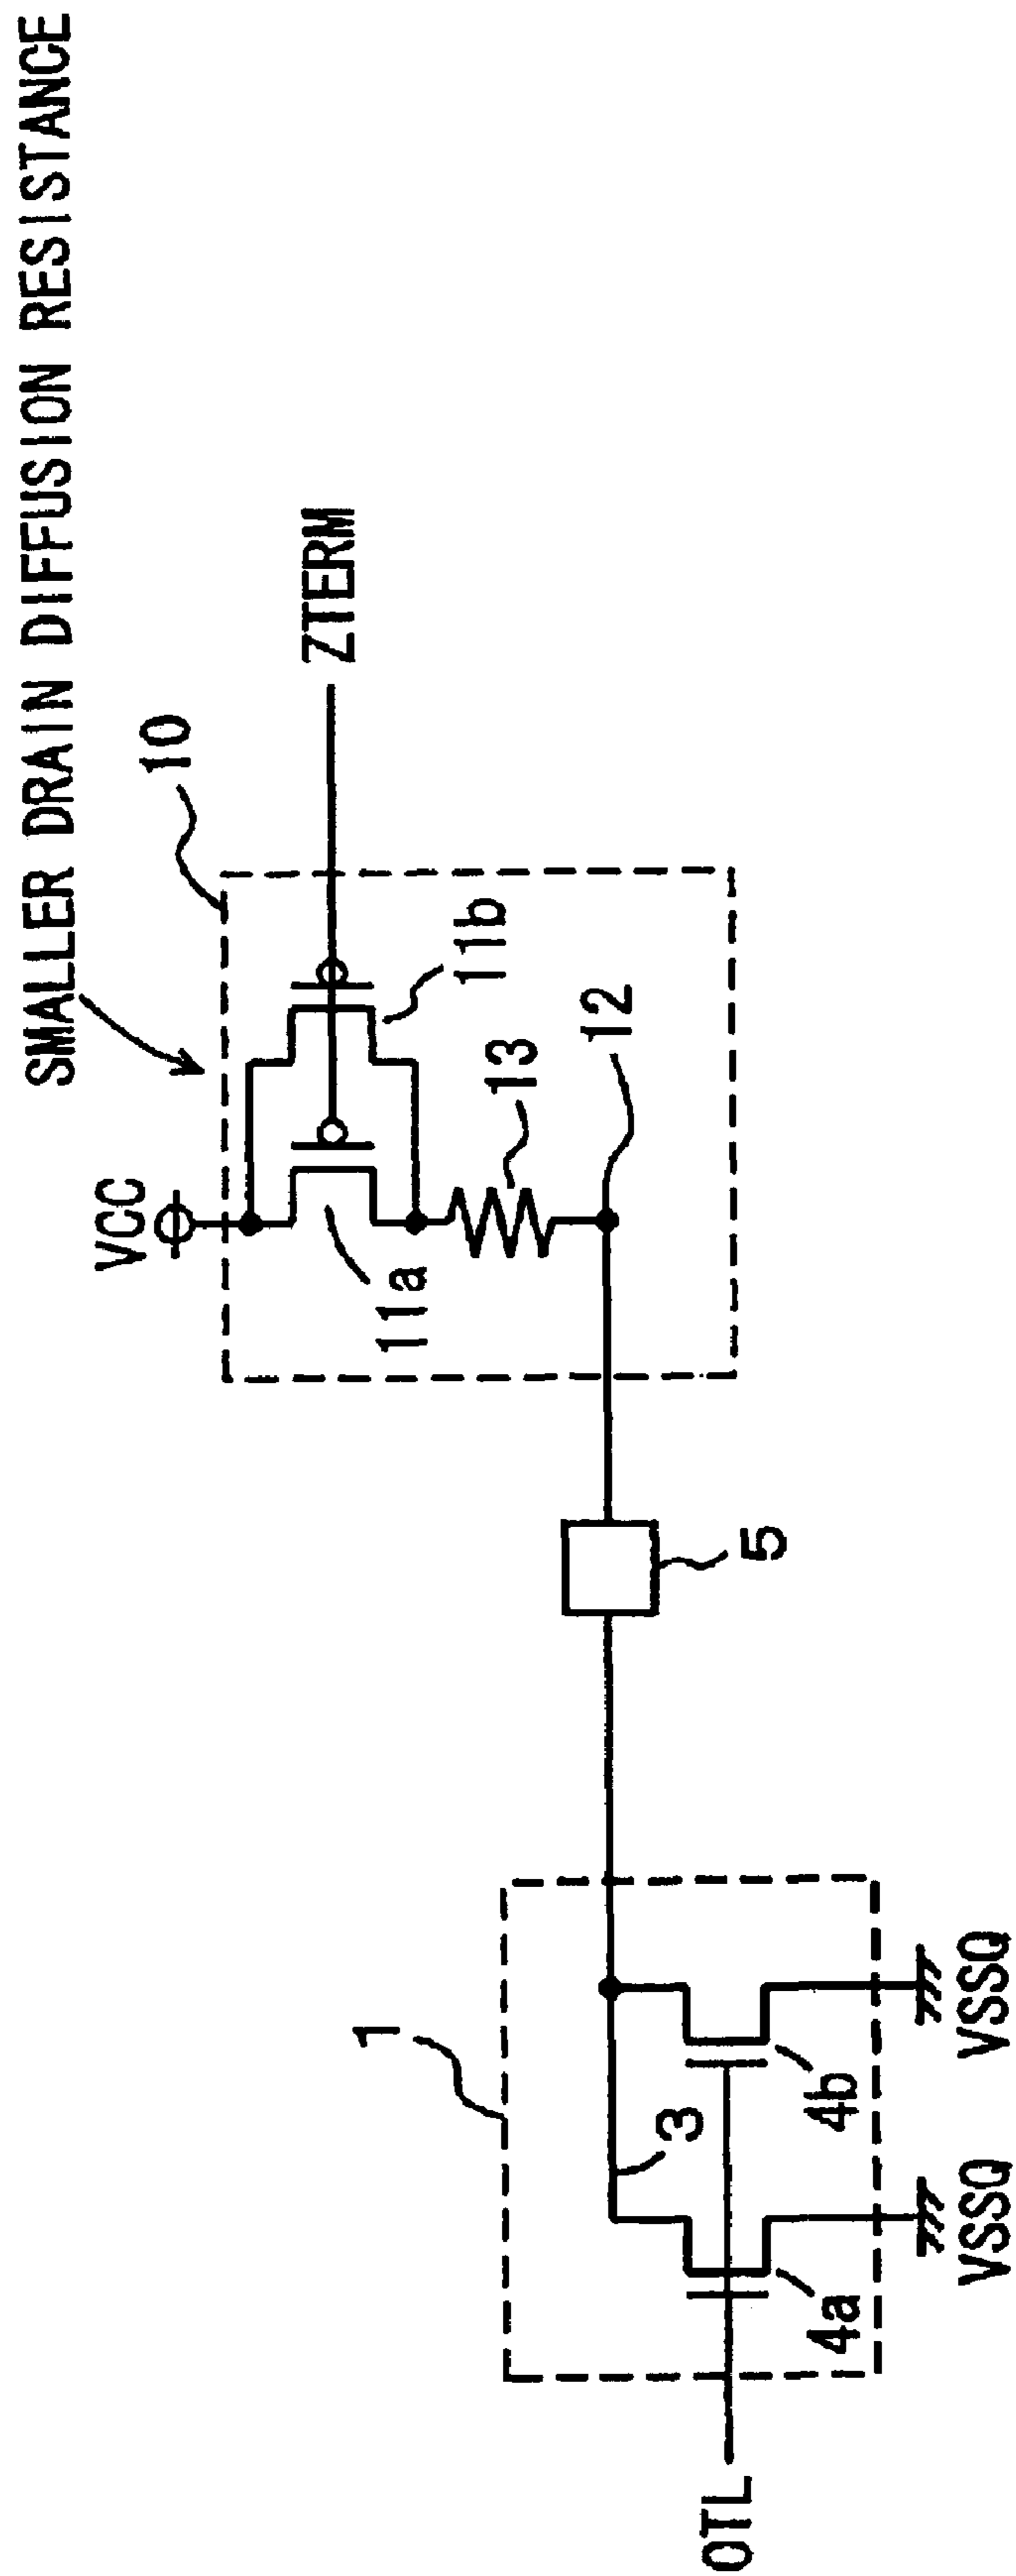 SMALLER DRAIN DIFFUSION RESISTANCE
10
VCC
ZTERM
11a
11b
13
12
5
1
3
OTL
4a
4b
VSSQ
VSSQ